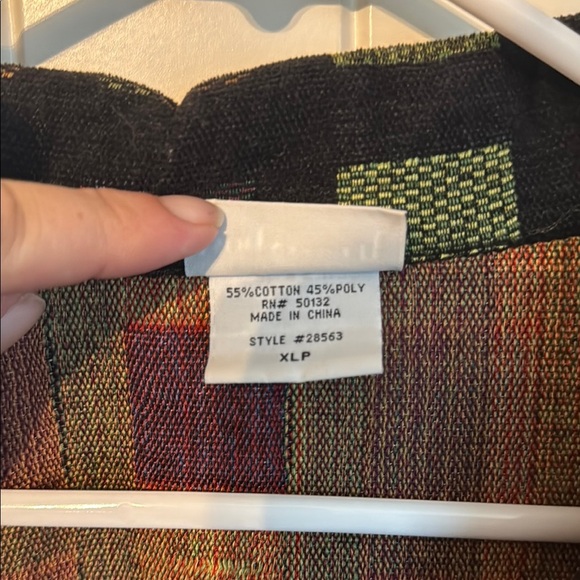 55%COTTON 45%POLY
RN# 50132
MADE IN CHINA
STYLE #28563
XLP